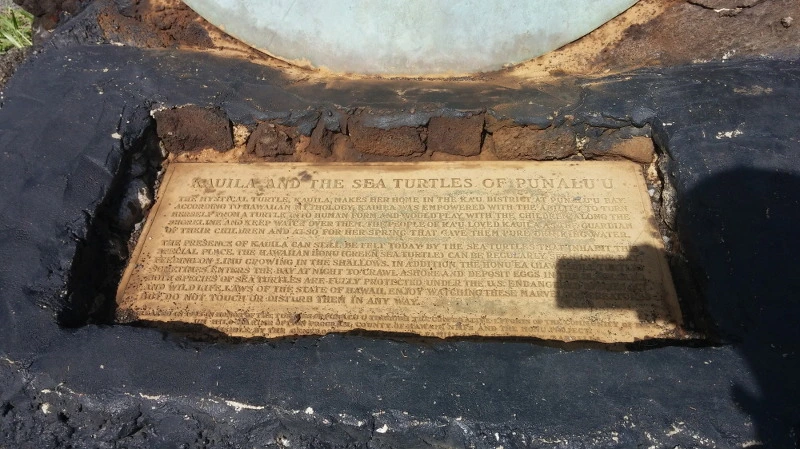 KAUILA AND THE SEA TURTLES OF PUNALU'U
THE MYSTICAL TURTLE, KAUILA, MAKES HER HOME IN THE KA'U DISTRICT AT PUNALU'U BAY.
ACCORDING TO HAWAIIAN MYTHOLOGY, KAUILA WAS EMPOWERED WITH THE ABILITY TO TURN
HERSELF FROM A TURTLE INTO HUMAN FORM AND WOULD PLAY WITH THE CHILDREN ALONG THE
SHORELINE AND KEEP WATCH OVER THEM. THE PEOPLE OF KA'U LOVED KAUILA AS THE GUARDIAN
OF THEIR CHILDREN AND ALSO FOR HER SPRING THAT GAVE THEM PURE DRINKING WATER.
THE PRESENCE OF KAUILA CAN STILL BE FELT TODAY BY THE SEA TURTLES THAT INHABIT THE
SPECIAL PLACE. THE HAWAIIAN HONU (GREEN SEA TURTLE) CAN BE REGULARLY SEEN
FEEDING ON LIMU GROWING IN THE SHALLOWS. IN ADDITION, THE HONU'EA
SOMETIMES ENTERS THE BAY AT NIGHT TO CRAWL ASHORE AND DEPOSIT EGGS IN
BOTH SPECIES OF SEA TURTLES ARE FULLY PROTECTED UNDER THE U.S. ENDANGERED
AND WILDLIFE LAWS OF THE STATE OF HAWAII. ENJOY WATCHING THESE MARVELOUS
BUT DO NOT TOUCH OR DISTURB THEM IN ANY WAY.